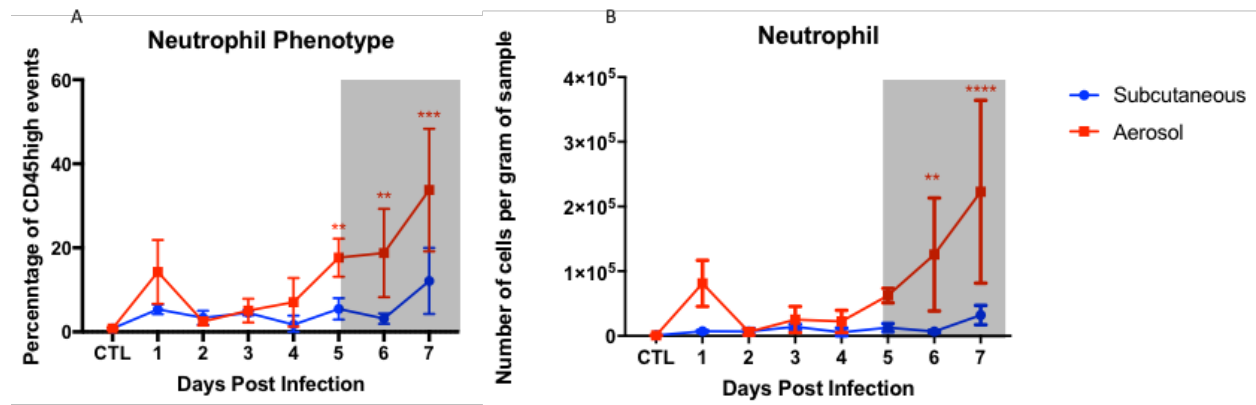 A
Neutrophil Phenotype
Percenntage of CD45high events
60
40
20
0
***
**
**
CTL 1 2 3 4 5 6 7
Days Post Infection
B
Neutrophil
Number of cells per gram of sample
4×10⁵
3×10⁵
2×10⁵
1×10⁵
0
****
**
CTL 1 2 3 4 5 6 7
Days Post Infection
Subcutaneous
Aerosol